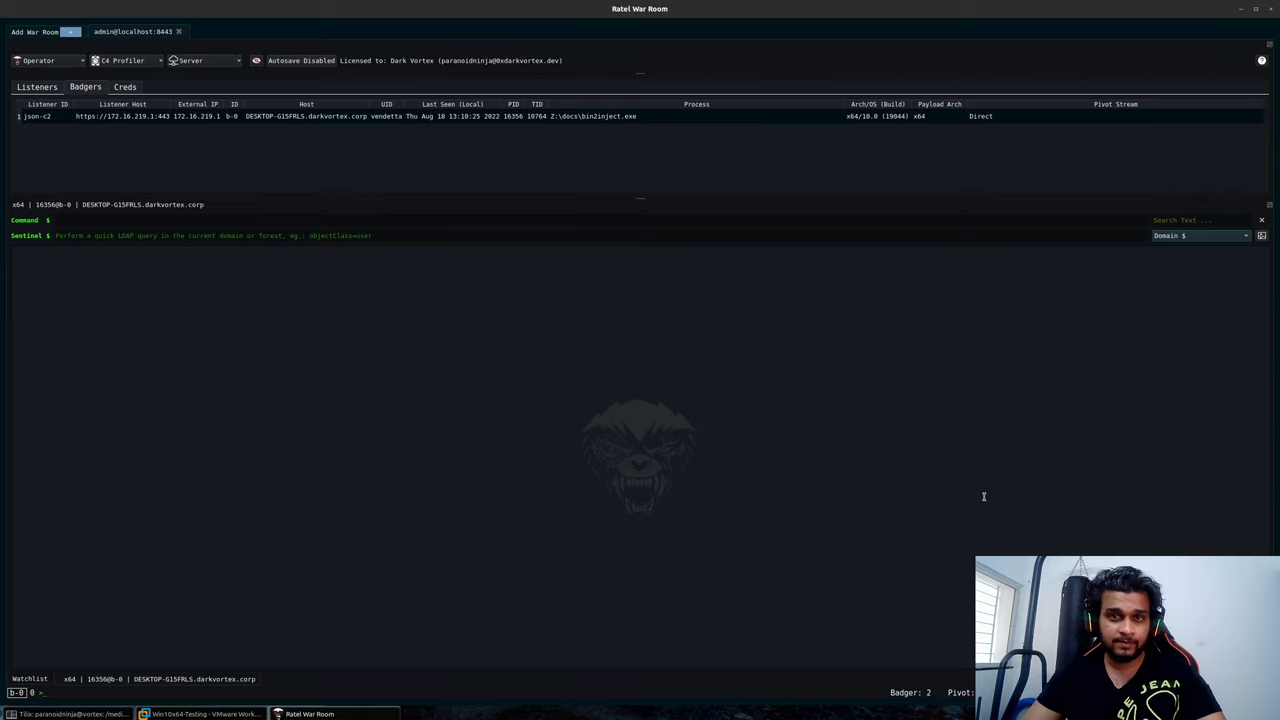 Ratel War Room
Add War Room + admin@localhost:8443
Operator C4 Profiler Server Autosave Disabled Licensed to: Dark Vortex (paranoidninja@0xdarkvortex.dev)
Listeners Badgers Creds
Listener ID Listener Host External IP ID Host UID Last Seen (Local) PID TID Process Arch/OS (Build) Payload Arch Pivot Stream
1 json-c2 https://172.16.219.1:443 172.16.219.1 b-0 DESKTOP-G15FRLS.darkvortex.corp vendetta Thu Aug 18 13:10:25 2022 16356 10764 Z:\docs\bin2inject.exe x64/10.0 (19044) x64 Direct
x64 | 16356@b-0 | DESKTOP-G15FRLS.darkvortex.corp
Command $ Search Text ...
Sentinel $ Perform a quick LDAP query in the current domain or forest, eg.: objectClass=user Domain $
Watchlist x64 | 16356@b-0 | DESKTOP-G15FRLS.darkvortex.corp
b-0 0 >_ Badger: 2 Pivot:
Tilix: paranoidninja@vortex:/medi... Win10x64-Testing - VMware Work... Ratel War Room